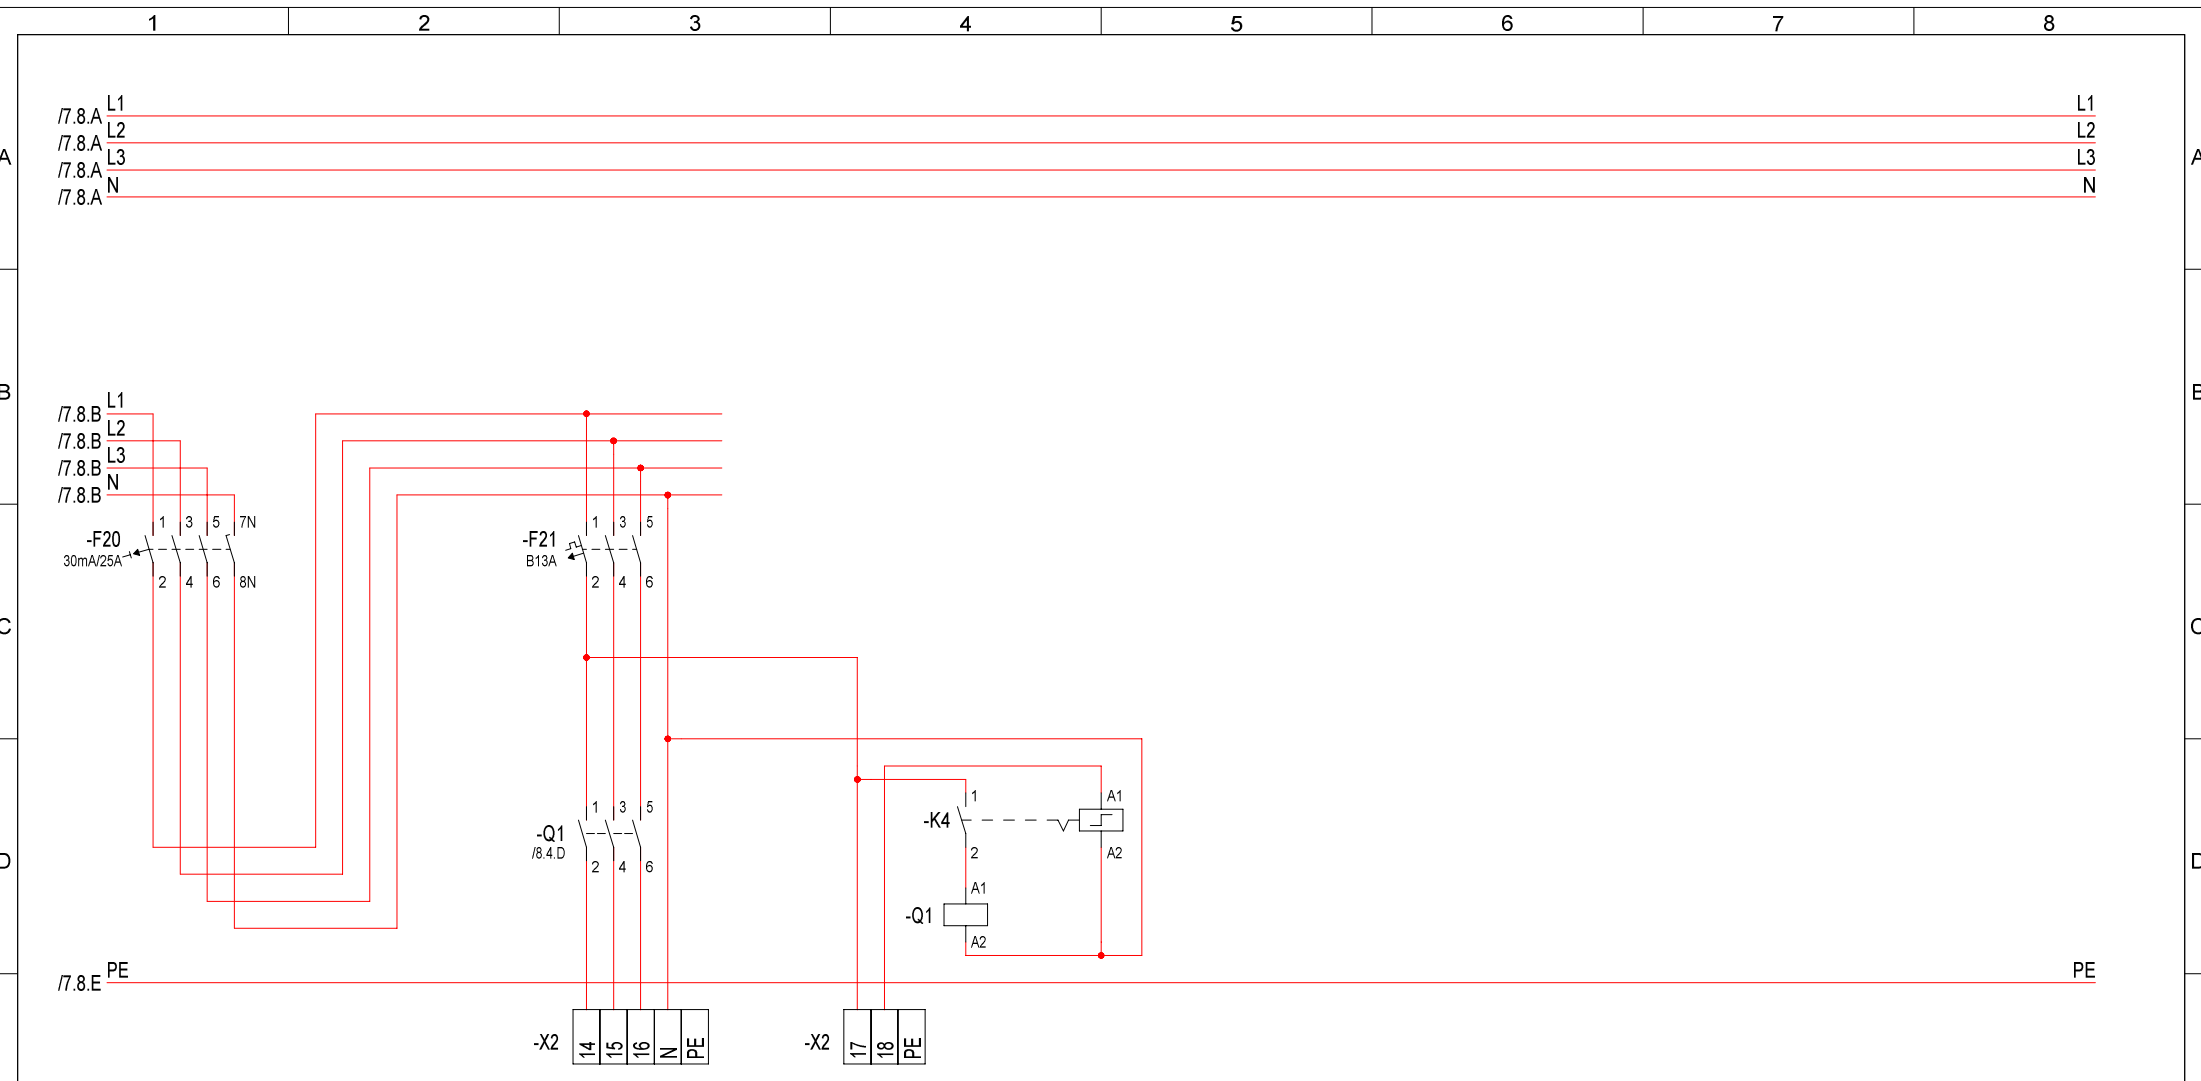 1 2 3 4 5 6 7 8
/7.8.A L1 L1
/7.8.A L2 L2
A /7.8.A L3 L3 A
/7.8.A N N
B B
/7.8.B L1
/7.8.B L2
/7.8.B L3
/7.8.B N
1 3 5 7N 1 3 5
-F20 -F21
30mA/25A B13A
2 4 6 8N 2 4 6
C C
1 3 5 1 A1
-Q1 -K4
/8.4.D 2 A2
D 2 4 6 D
A1
-Q1
A2
/7.8.E PE PE
-X2 14 15 16 N PE -X2 17 18 PE